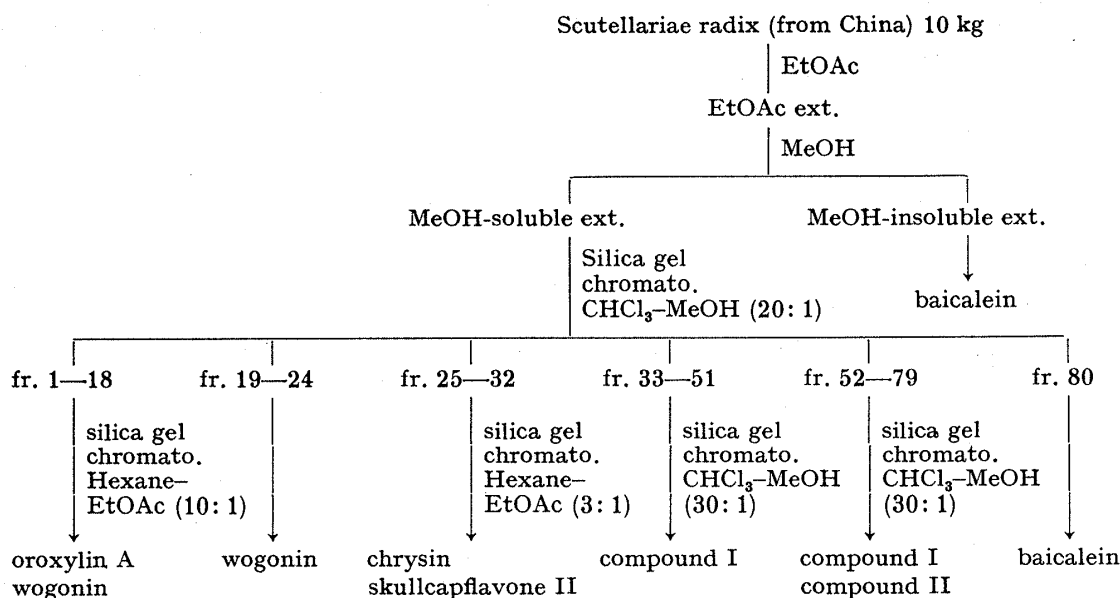 Scutellariae radix (from China) 10 kg
EtOAc
EtOAc ext.
MeOH
MeOH-soluble ext.
MeOH-insoluble ext.
Silica gel
chromato.
CHCl₃–MeOH (20: 1)
baicalein
fr. 1—18
fr. 19—24
fr. 25—32
fr. 33—51
fr. 52—79
fr. 80
silica gel
chromato.
Hexane–
EtOAc (10: 1)
silica gel
chromato.
Hexane–
EtOAc (3: 1)
silica gel
chromato.
CHCl₃–MeOH
(30: 1)
silica gel
chromato.
CHCl₃–MeOH
(30: 1)
oroxylin A
wogonin
wogonin
chrysin
skullcapflavone II
compound I
compound I
compound II
baicalein